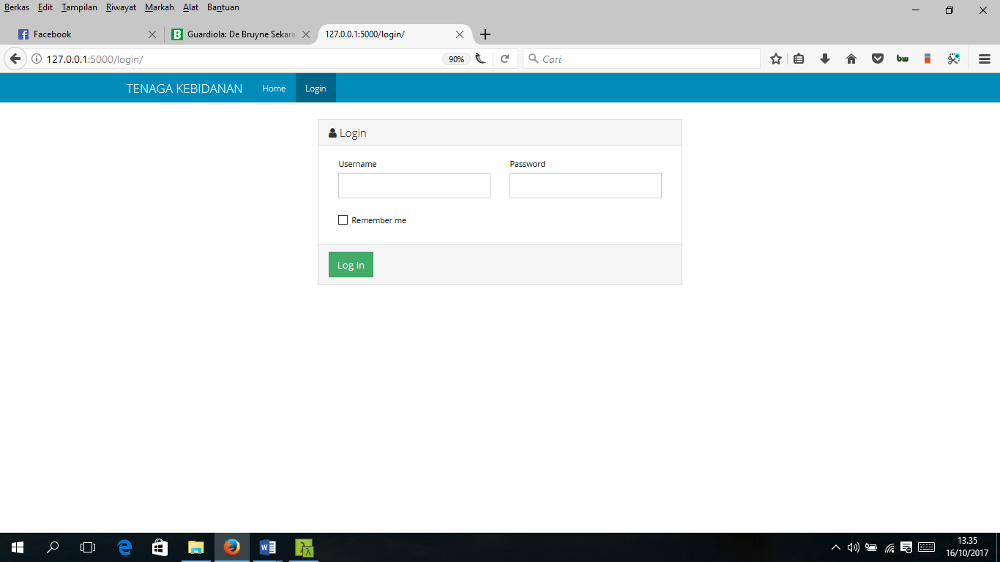 Berkas Edit Tampilan Riwayat Markah Alat Bantuan
Facebook
Guardiola: De Bruyne Sekara
127.0.0.1:5000/login/
127.0.0.1:5000/login/
90%
Cari
bw
TENAGA KEBIDANAN Home Login
Login
Username Password
Remember me
Log in
13.35
16/10/2017